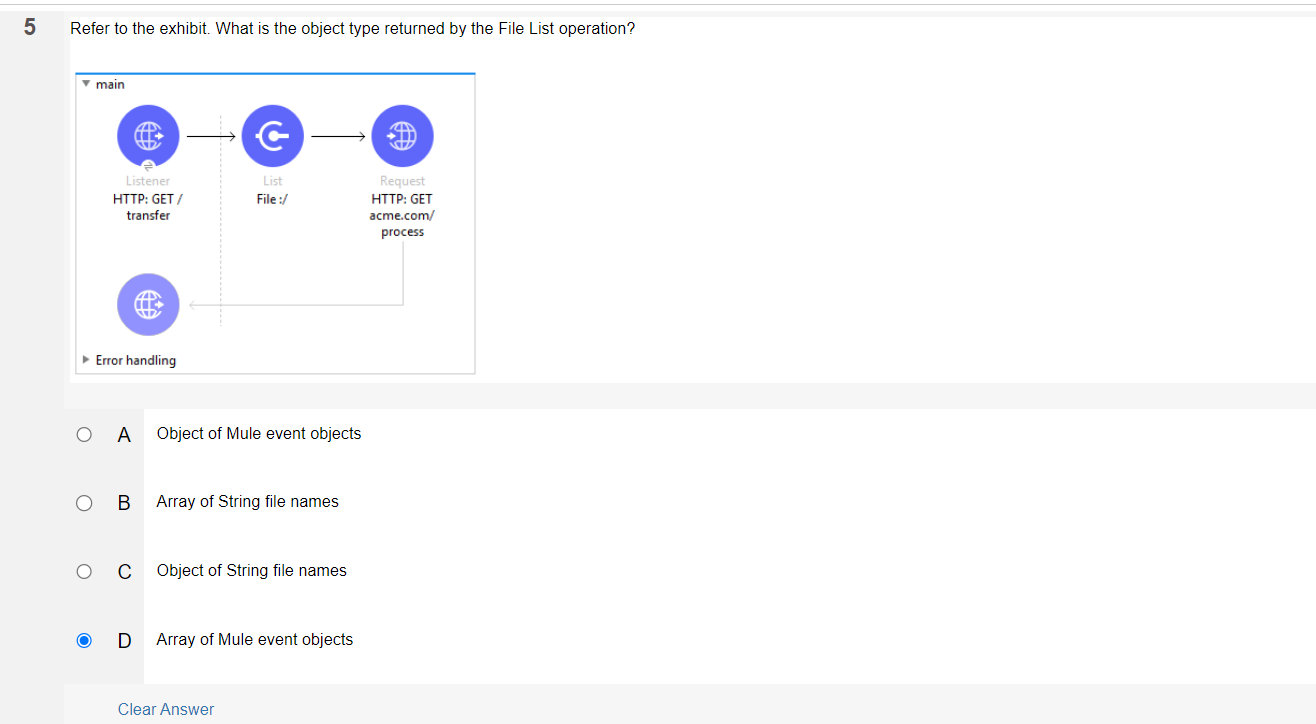 5
Refer to the exhibit. What is the object type returned by the File List operation?
main
Listener
HTTP: GET /
transfer
List
File :/
Request
HTTP: GET
acme.com/
process
Error handling
A Object of Mule event objects
B Array of String file names
C Object of String file names
D Array of Mule event objects
Clear Answer